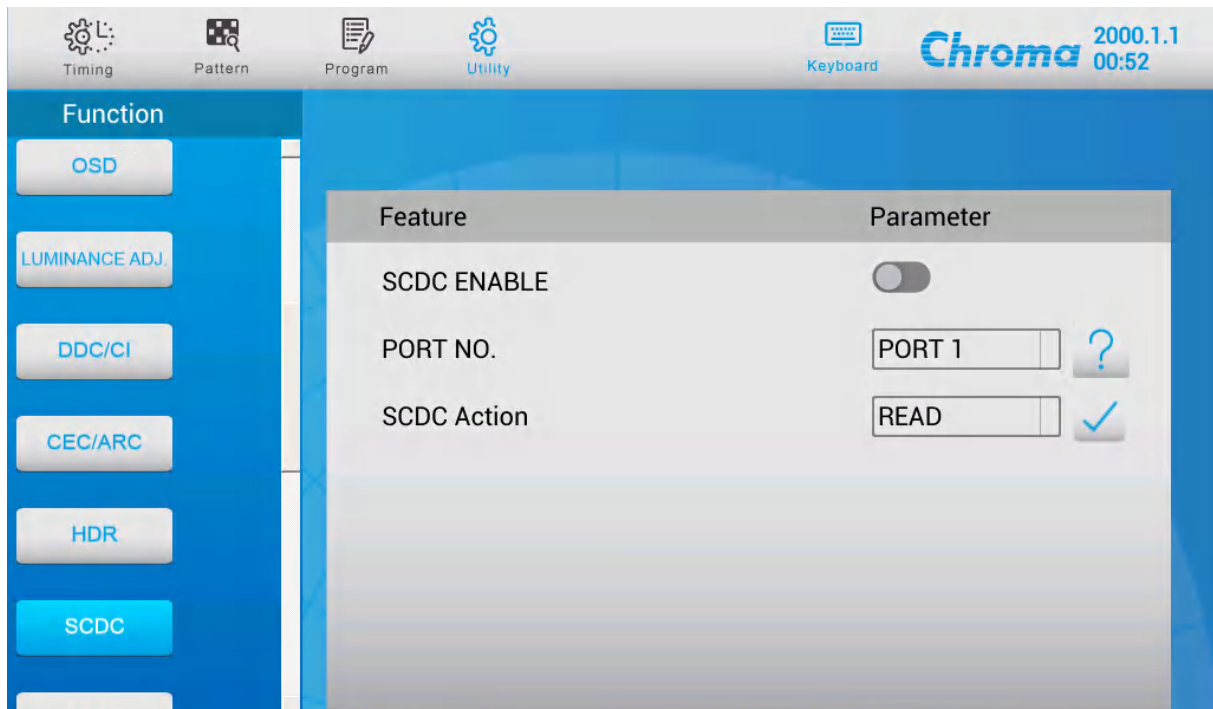 Timing Pattern Program Utility Keyboard Chroma 2000.1.1
00:52
Function
OSD
LUMINANCE ADJ.
DDC/CI
CEC/ARC
HDR
SCDC
Feature Parameter
SCDC ENABLE
PORT NO. PORT 1 ?
SCDC Action READ